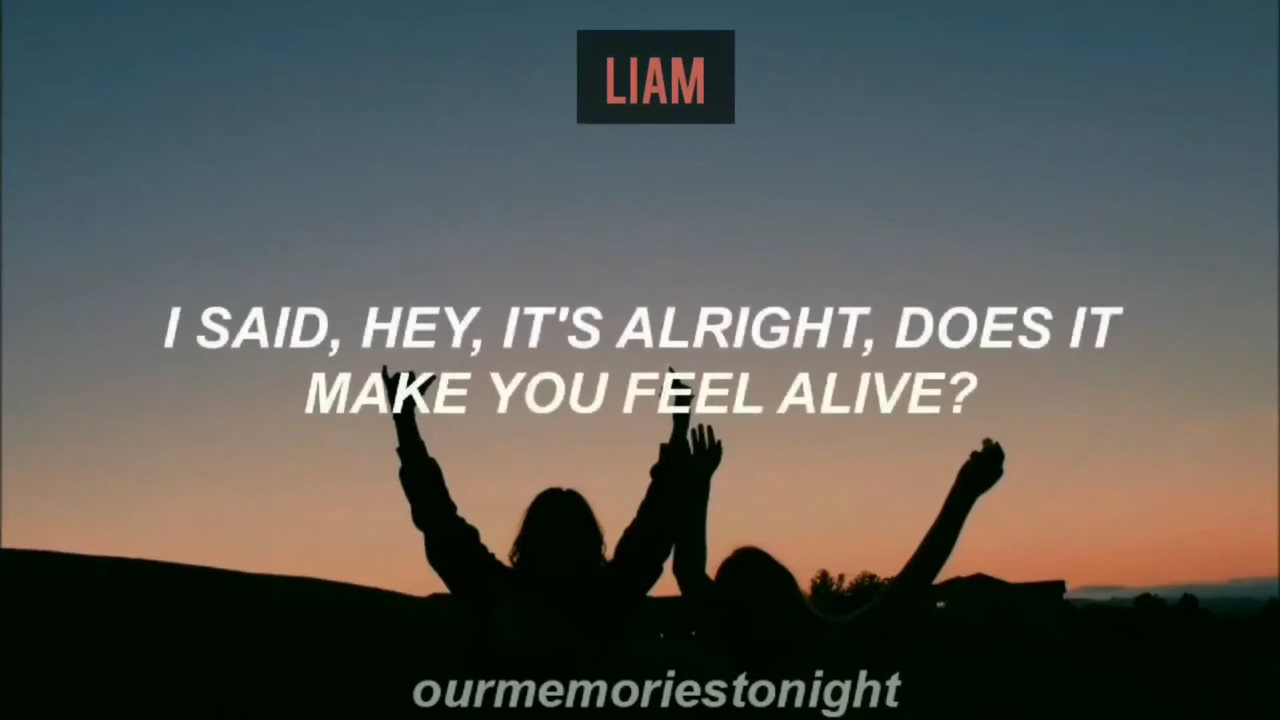 LIAM
I SAID, HEY, IT'S ALRIGHT, DOES IT
MAKE YOU FEEL ALIVE?
ourmemoriestonight